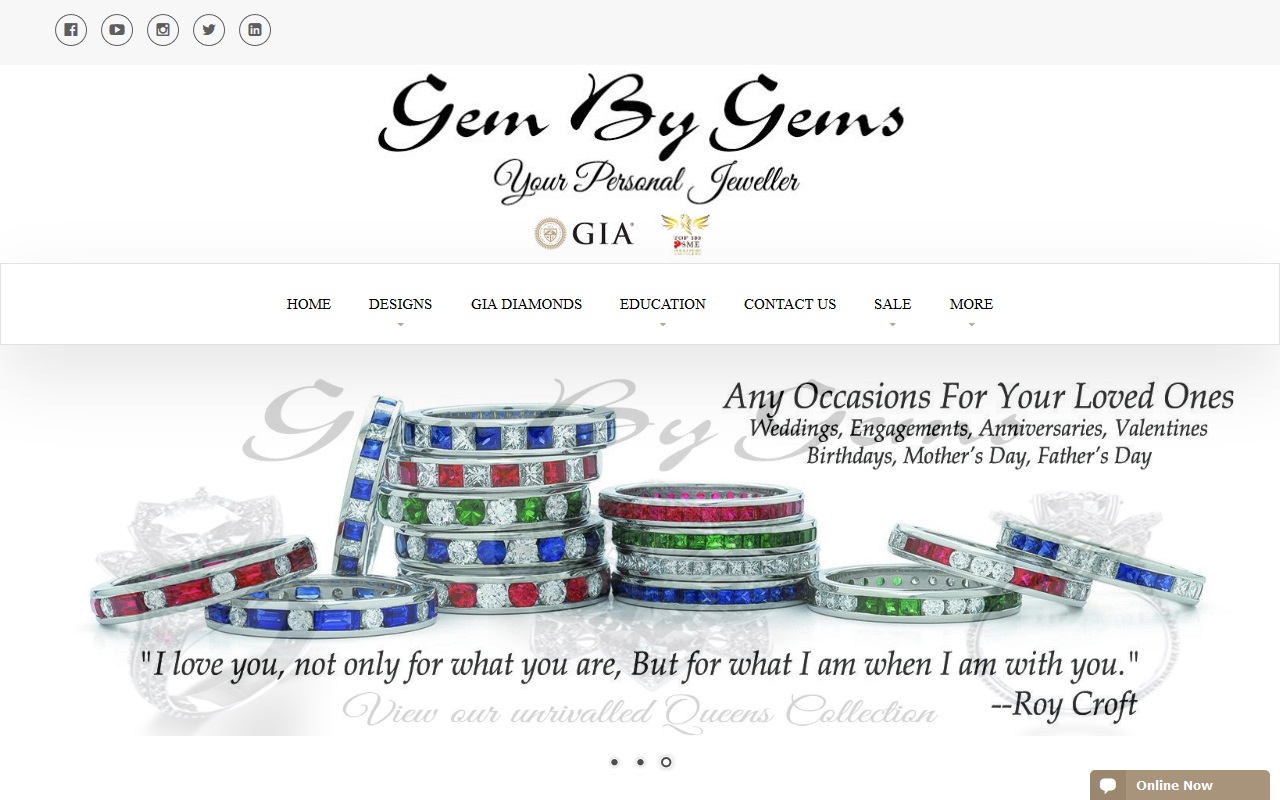 Gem By Gems
Your Personal Jeweller
GIA
TOP 100
SME
HOME DESIGNS GIA DIAMONDS EDUCATION CONTACT US SALE MORE
Gem By Gems
Any Occasions For Your Loved Ones
Weddings, Engagements, Anniversaries, Valentines
Birthdays, Mother's Day, Father's Day
"I love you, not only for what you are, But for what I am when I am with you."
--Roy Croft
View our unrivalled Queens Collection
Online Now